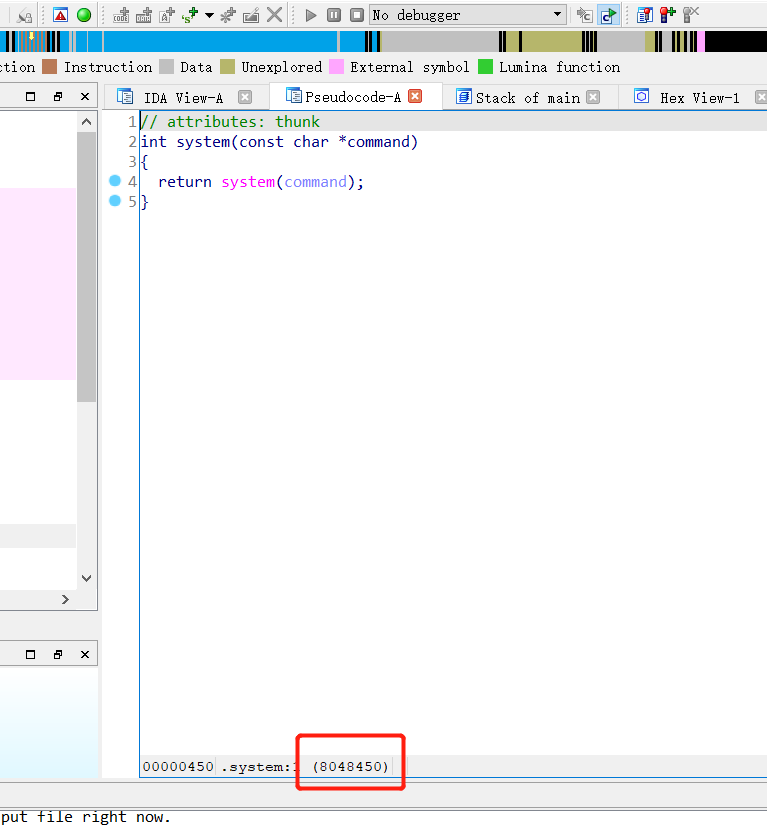 No debugger
ction Instruction Data Unexplored External symbol Lumina function
IDA View-A Pseudocode-A Stack of main Hex View-1
1 // attributes: thunk
2 int system(const char *command)
3 {
4 return system(command);
5 }
00000450 .system:1 (8048450)
put file right now.